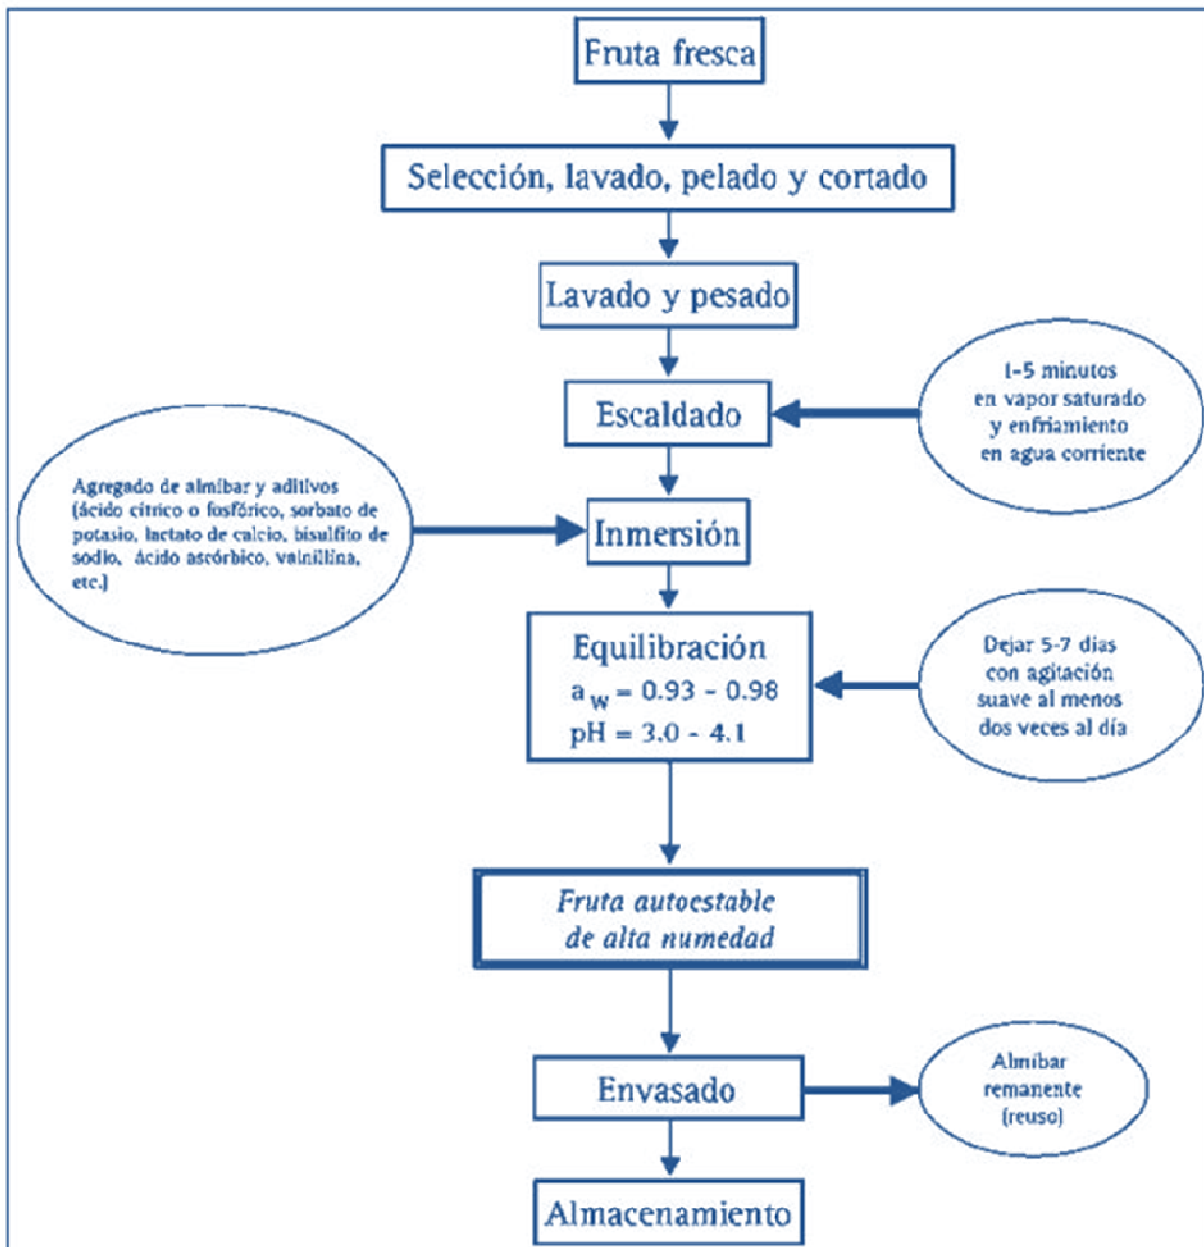 Fruta fresca
Selección, lavado, pelado y cortado
Lavado y pesado
1-5 minutos
en vapor saturado
y enfriamiento
en agua corriente
Escaldado
Agregado de almíbar y aditivos
(ácido cítrico o fosfórico, sorbato de
potasio, lactato de calcio, bisulfito de
sodio, ácido ascórbico, vainillina,
etc.)
Inmersión
Equilibración
a w = 0.93 - 0.98
pH = 3.0 - 4.1
Dejar 5-7 dias
con agitación
suave al menos
dos veces al día
Fruta autoestable
de alta numedad
Envasado
Almíbar
remanente
(reuso)
Almacenamiento